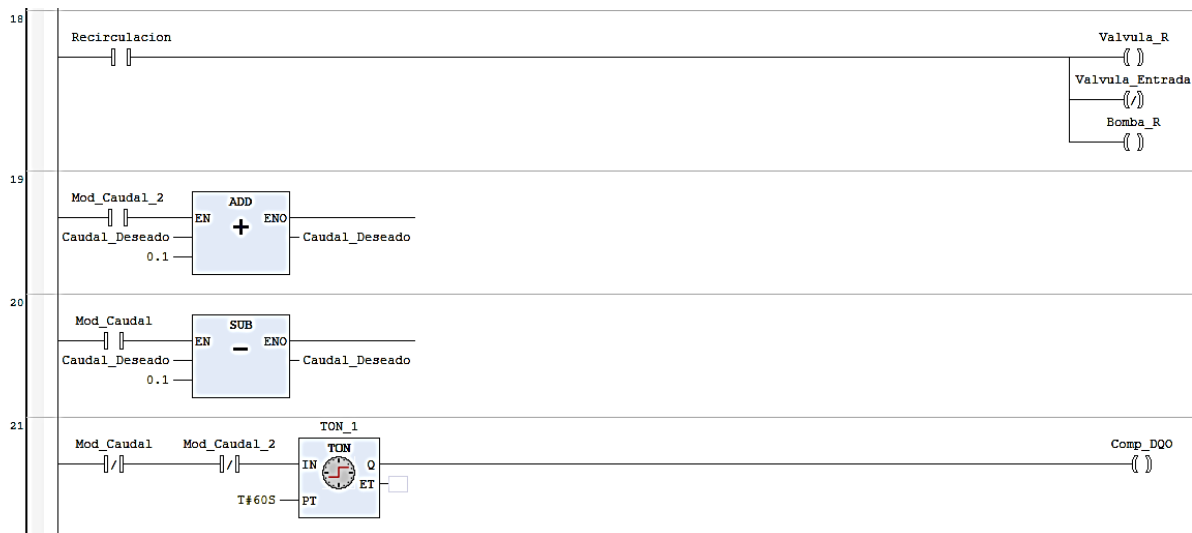 18
Recirculacion
Valvula_R
Valvula_Entrada
Bomba_R
19
Mod_Caudal_2
ADD
EN ENO
Caudal_Deseado + Caudal_Deseado
0.1
20
Mod_Caudal
SUB
EN ENO
Caudal_Deseado - Caudal_Deseado
0.1
21
TON_1
Mod_Caudal Mod_Caudal_2 TON Comp_DQO
IN Q
ET
T#60S PT